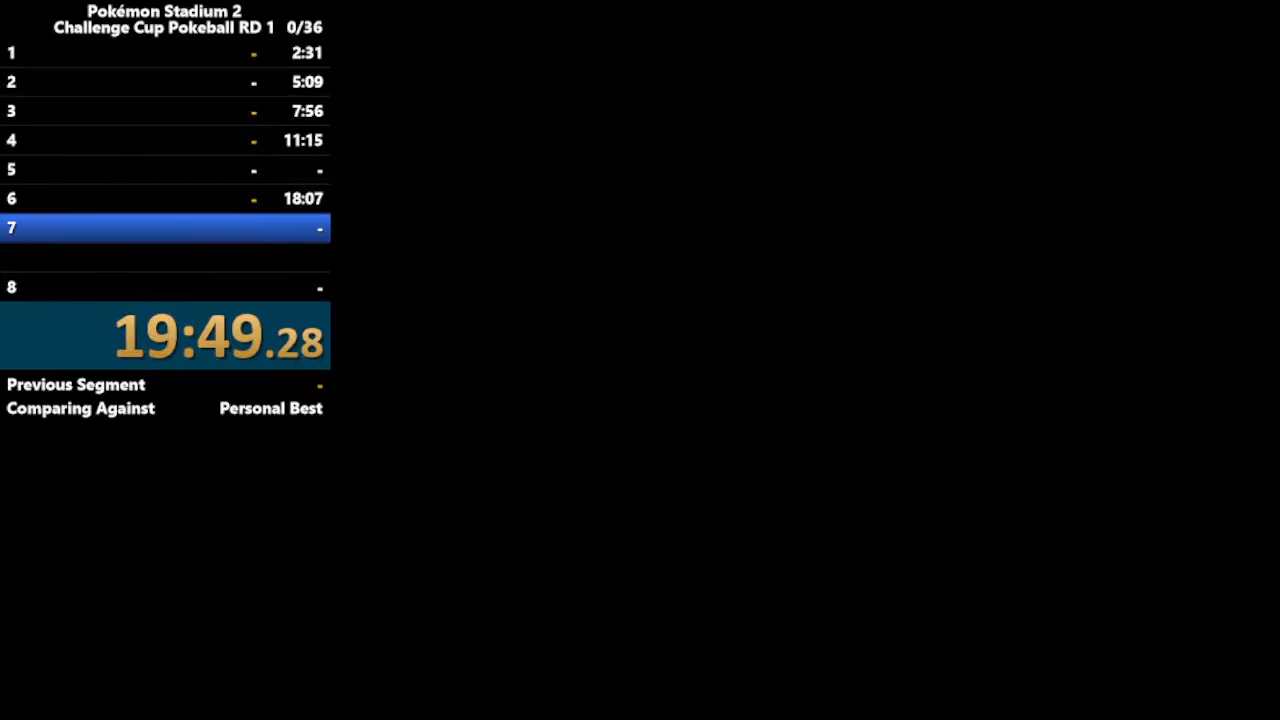 Pokémon Stadium 2
Challenge Cup Pokeball RD 1 0/36
1 - 2:31
2 - 5:09
3 - 7:56
4 - 11:15
5 - -
6 - 18:07
7 -
8 -
19:49.28
Previous Segment -
Comparing Against Personal Best